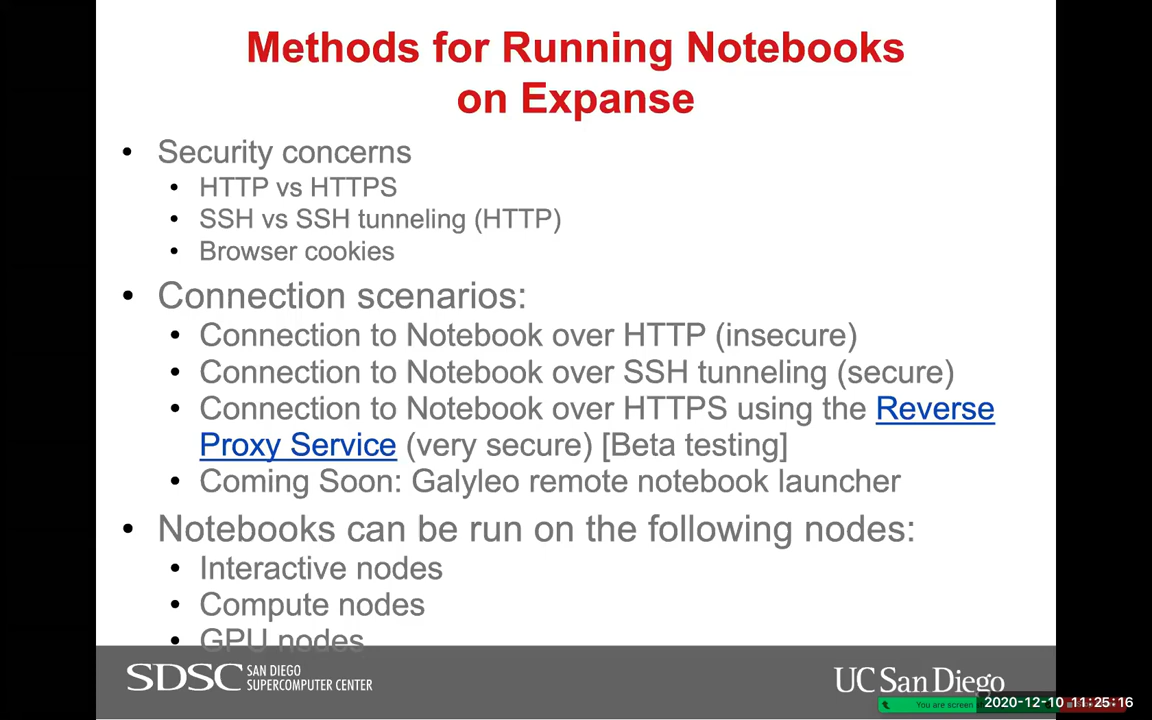 Methods for Running Notebooks
on Expanse
• Security concerns
• HTTP vs HTTPS
• SSH vs SSH tunneling (HTTP)
• Browser cookies
• Connection scenarios:
• Connection to Notebook over HTTP (insecure)
• Connection to Notebook over SSH tunneling (secure)
• Connection to Notebook over HTTPS using the Reverse
Proxy Service (very secure) [Beta testing]
• Coming Soon: Galyleo remote notebook launcher
• Notebooks can be run on the following nodes:
• Interactive nodes
• Compute nodes
• GPU nodes
SDSC SAN DIEGO
SUPERCOMPUTER CENTER
UC San Diego
You are screen
2020-12-10 11:25:16